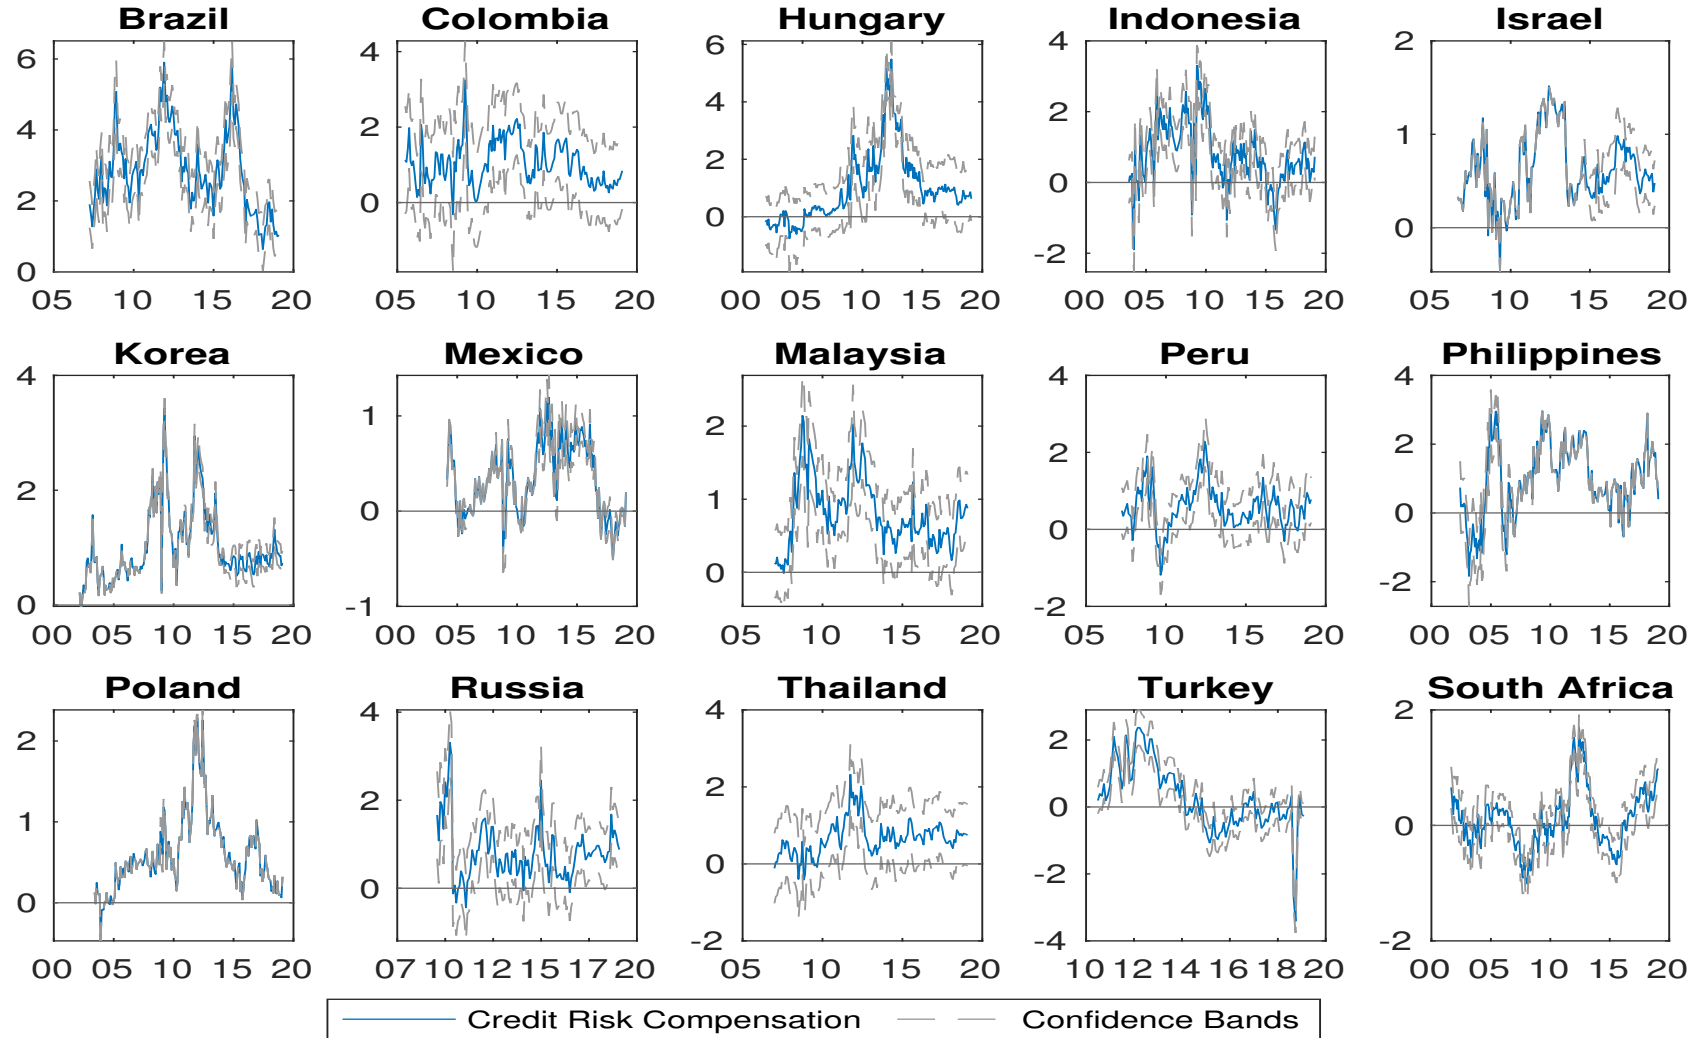 Brazil Colombia Hungary Indonesia Israel
6 4 6 4 2
4 2 4 2 1
2 0 2 0 0
0 0 -2
05 10 15 20 05 10 15 20 00 05 10 15 20 00 05 10 15 20 05 10 15 20
Korea Mexico Malaysia Peru Philippines
4 1 2 4 4
2 0 1 2 2
0 -1 0 0 0
-2 -2
00 05 10 15 20 00 05 10 15 20 05 10 15 20 05 10 15 20 00 05 10 15 20
Poland Russia Thailand Turkey South Africa
2 4 4 2 2
1 2 2 0 0
0 0 0 -2 -2
-2 -4
00 05 10 15 20 07 10 12 15 17 20 05 10 15 20 10 12 14 16 18 20 00 05 10 15 20
Credit Risk Compensation Confidence Bands